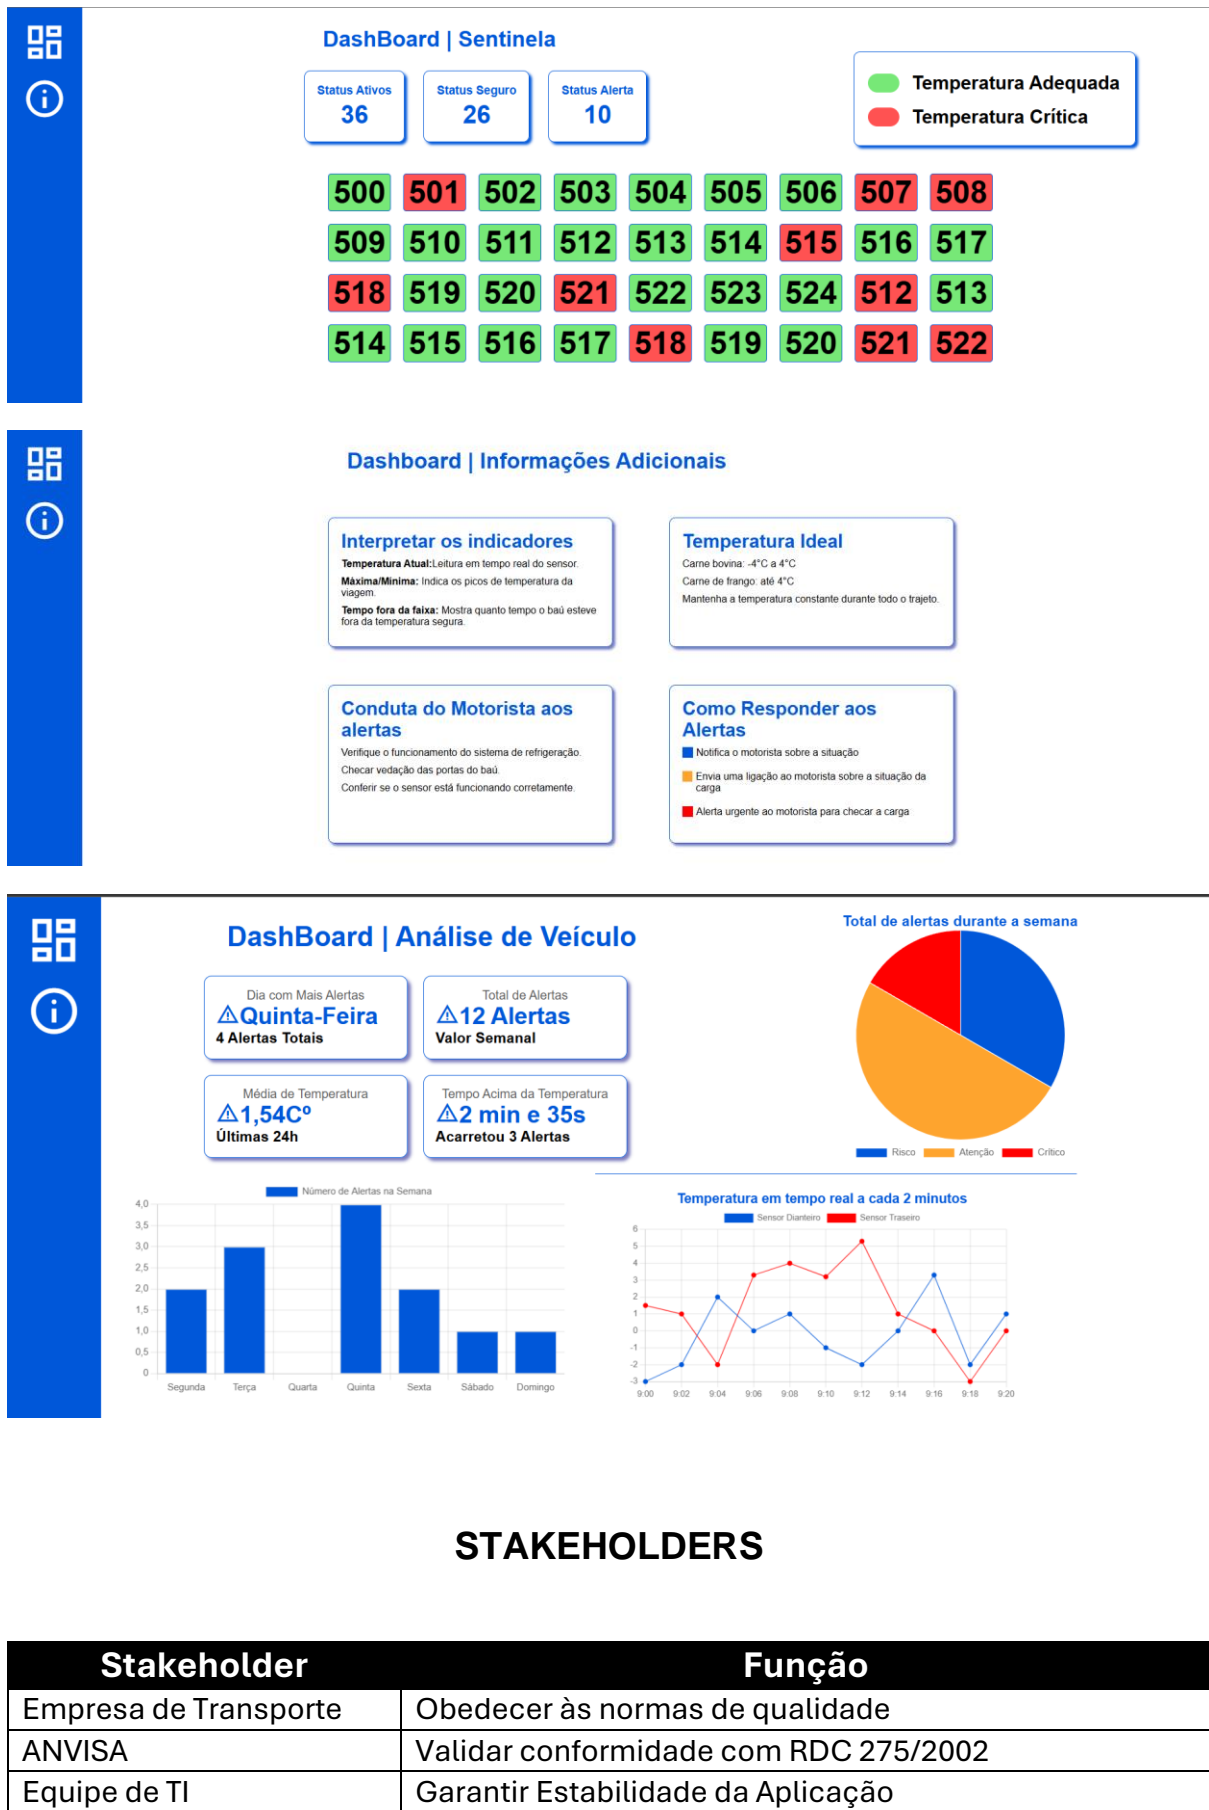 DashBoard | Sentinela
Status Ativos
36
Status Seguro
26
Status Alerta
10
Temperatura Adequada
Temperatura Crítica
500 501 502 503 504 505 506 507 508
509 510 511 512 513 514 515 516 517
518 519 520 521 522 523 524 512 513
514 515 516 517 518 519 520 521 522
Dashboard | Informações Adicionais
Interpretar os indicadores
Temperatura Atual:Leitura em tempo real do sensor.
Máxima/Minima: Indica os picos de temperatura da
viagem.
Tempo fora da faixa: Mostra quanto tempo o baú esteve
fora da temperatura segura.
Temperatura Ideal
Carne bovina: -4°C a 4°C
Carne de frango: até 4°C
Mantenha a temperatura constante durante todo o trajeto.
Conduta do Motorista aos
alertas
Verifique o funcionamento do sistema de refrigeração.
Checar vedação das portas do baú.
Conferir se o sensor está funcionando corretamente.
Como Responder aos
Alertas
Notifica o motorista sobre a situação
Envia uma ligação ao motorista sobre a situação da
carga
Alerta urgente ao motorista para checar a carga
DashBoard | Análise de Veículo
Dia com Mais Alertas
Quinta-Feira
4 Alertas Totais
Total de Alertas
12 Alertas
Valor Semanal
Média de Temperatura
1,54Cº
Últimas 24h
Tempo Acima da Temperatura
2 min e 35s
Acarretou 3 Alertas
Total de alertas durante a semana
Risco Atenção Crítico
Número de Alertas na Semana
4,0
3,5
3,0
2,5
2,0
1,5
1,0
0,5
0
Segunda Terça Quarta Quinta Sexta Sábado Domingo
Temperatura em tempo real a cada 2 minutos
Sensor Dianteiro Sensor Traseiro
6
5
4
3
2
1
0
-1
-2
-3
9:00 9:02 9:04 9:06 9:08 9:10 9:12 9:14 9:16 9:18 9:20
STAKEHOLDERS
Stakeholder Função
Empresa de Transporte Obedecer às normas de qualidade
ANVISA Validar conformidade com RDC 275/2002
Equipe de TI Garantir Estabilidade da Aplicação